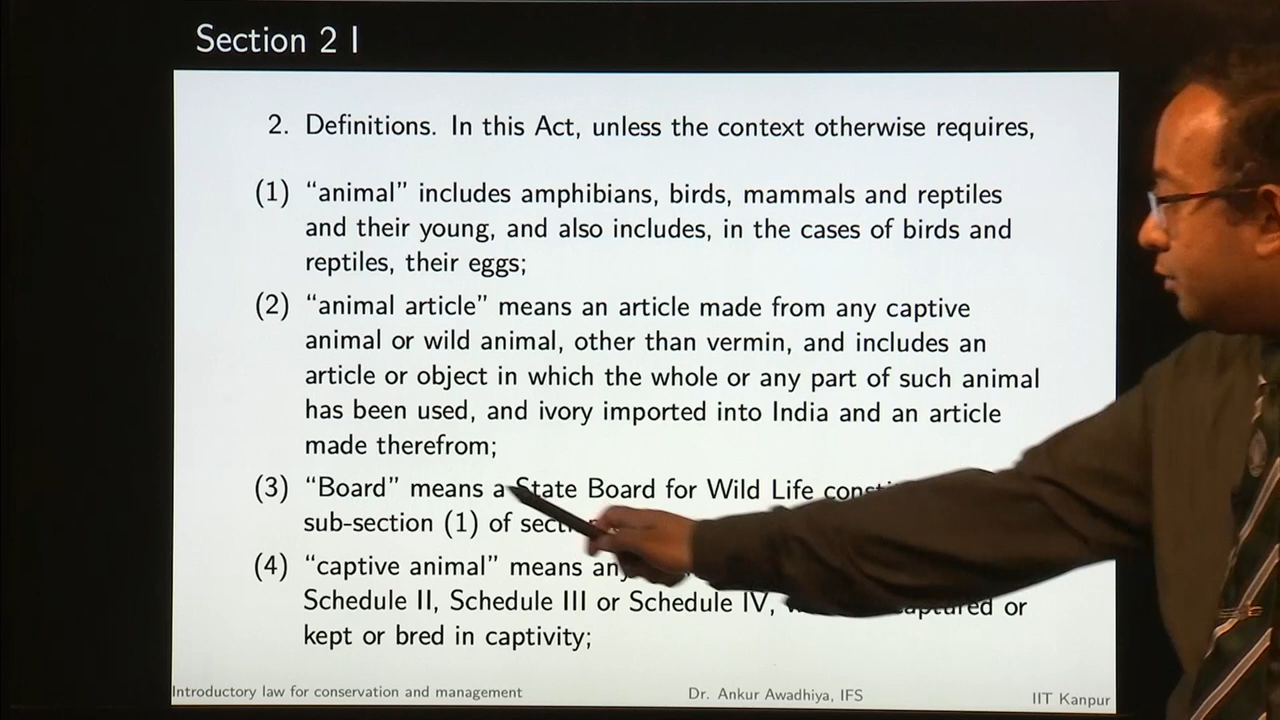 Section 2 I
2. Definitions. In this Act, unless the context otherwise requires,
(1) “animal” includes amphibians, birds, mammals and reptiles
and their young, and also includes, in the cases of birds and
reptiles, their eggs;
(2) “animal article” means an article made from any captive
animal or wild animal, other than vermin, and includes an
article or object in which the whole or any part of such animal
has been used, and ivory imported into India and an article
made therefrom;
(3) “Board” means a State Board for Wild Life
sub-section (1) of
(4) “captive animal” means
Schedule II, Schedule III or Schedule IV, captured or
kept or bred in captivity;
Introductory law for conservation and management Dr. Ankur Awadhiya, IFS IIT Kanpur